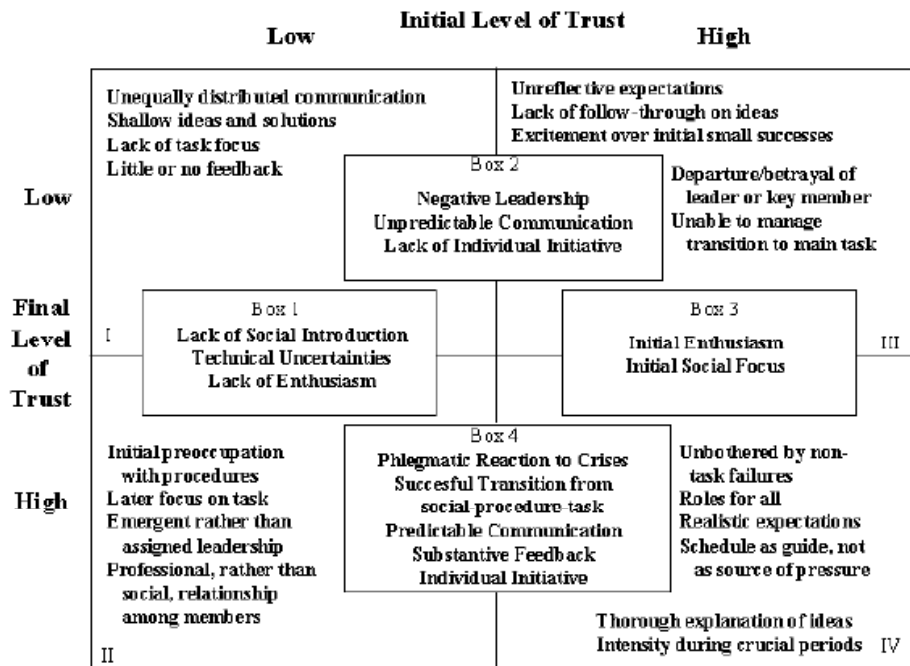 Initial Level of Trust
Low
High
Unequally distributed communication
Shallow ideas and solutions
Lack of task focus
Little or no feedback
Unreflective expectations
Lack of follow-through on ideas
Excitement over initial small successes
Departure/betrayal of
leader or key member
Unable to manage
transition to main task
Low
Box 2
Negative Leadership
Unpredictable Communication
Lack of Individual Initiative
Final
Level
of
Trust
I
Box 1
Lack of Social Introduction
Technical Uncertainties
Lack of Enthusiasm
Box 3
Initial Enthusiasm
Initial Social Focus
III
High
Initial preoccupation
with procedures
Later focus on task
Emergent rather than
assigned leadership
Professional, rather than
social, relationship
among members
II
Box 4
Phlegmatic Reaction to Crises
Succesful Transition from
social-procedure-task
Predictable Communication
Substantive Feedback
Individual Initiative
Unbothered by non-
task failures
Roles for all
Realistic expectations
Schedule as guide, not
as source of pressure
Thorough explanation of ideas
Intensity during crucial periods
IV